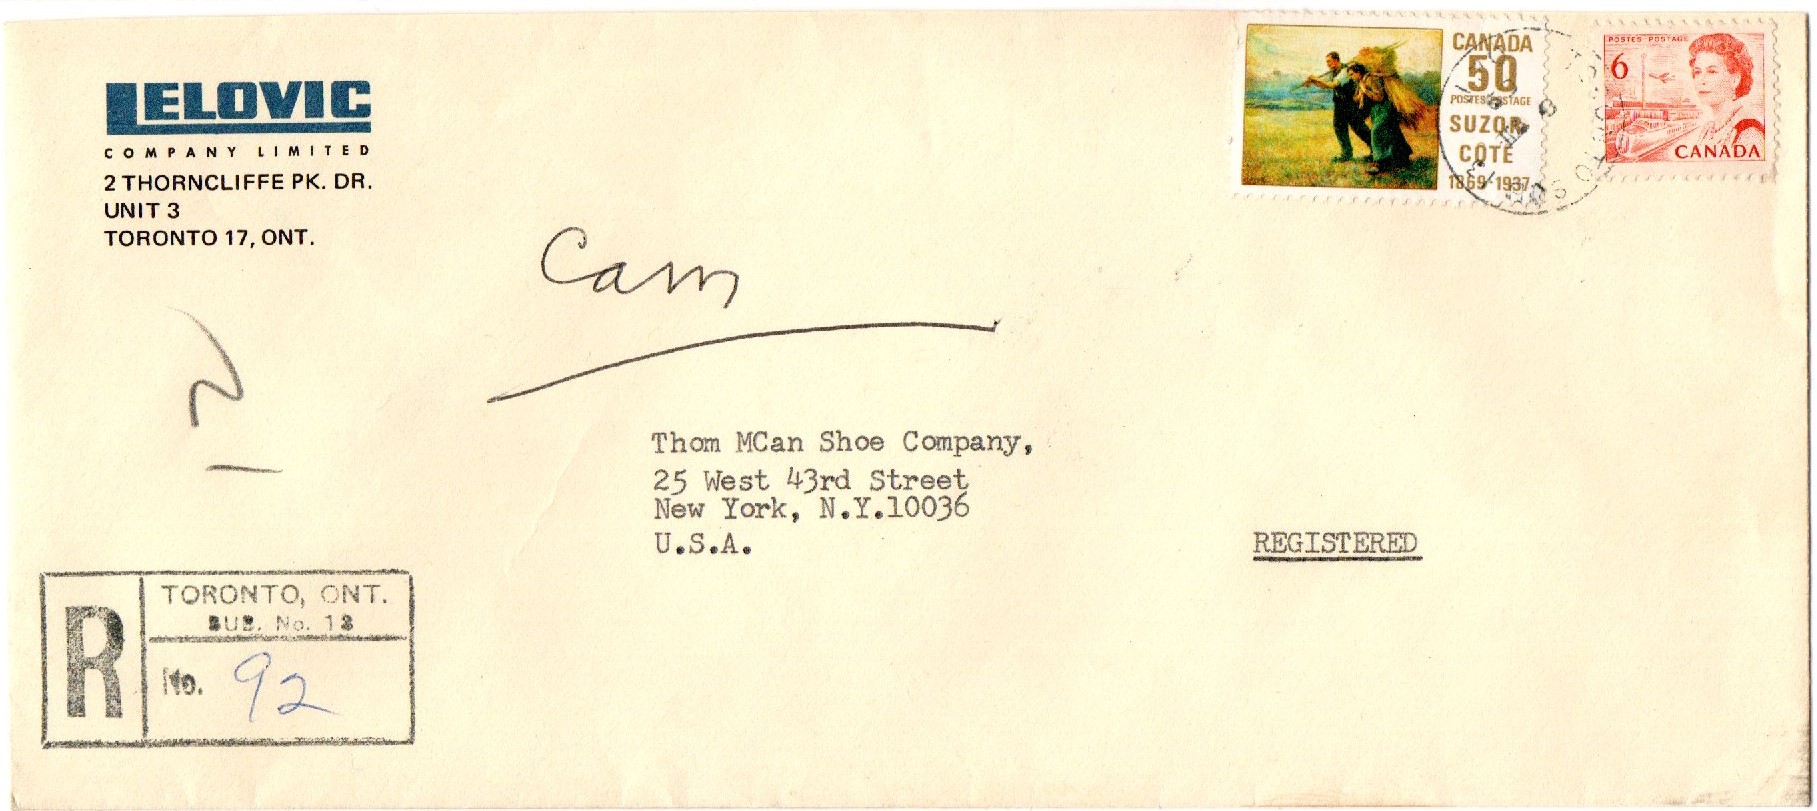 LELOVIC
COMPANY LIMITED
2 THORNCLIFFE PK. DR.
UNIT 3
TORONTO 17, ONT.
CANADA
50
POSTES POSTAGE
SUZOR-
COTE
1869-1937
POSTES POSTAGE
6
CANADA
Cam
Thom MCan Shoe Company,
25 West 43rd Street
New York, N.Y.10036
U.S.A.
REGISTERED
R
TORONTO, ONT.
SUB. No. 13
No. 92